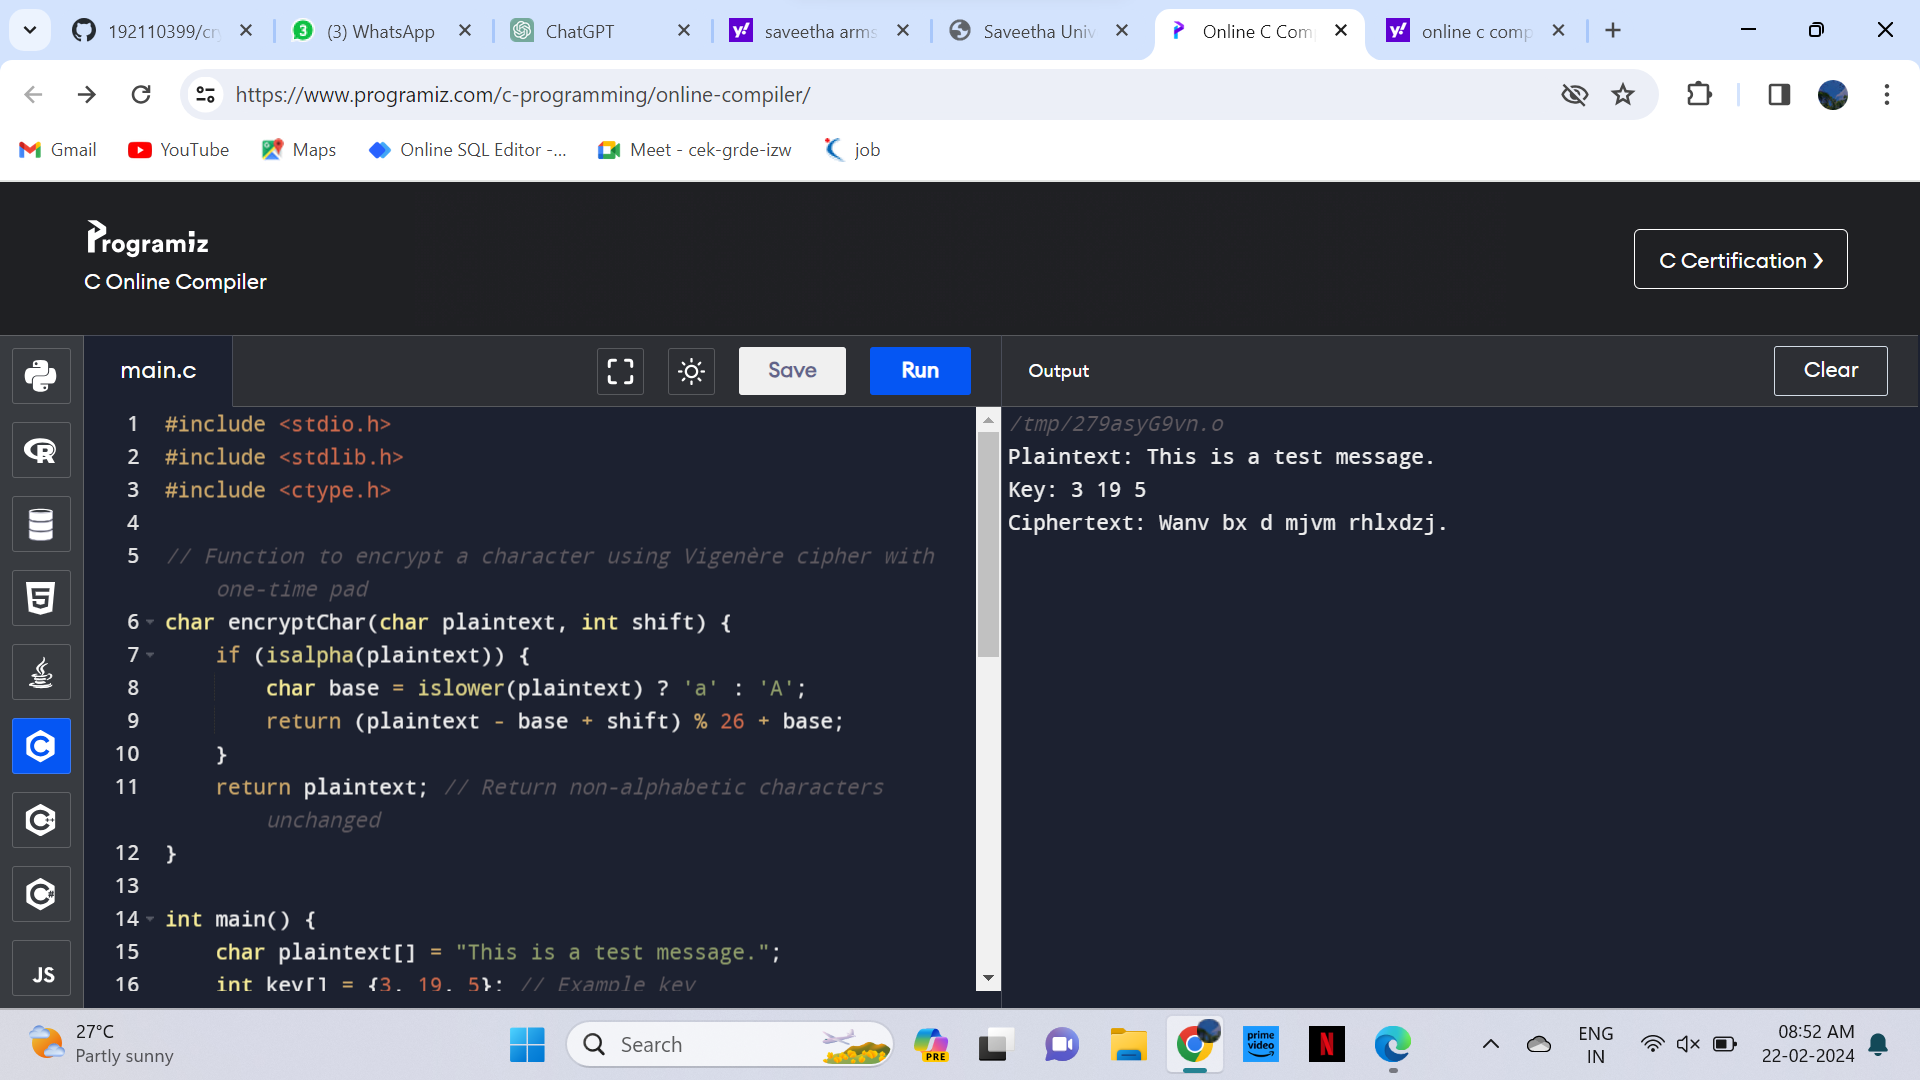 192110399/cry
(3) WhatsApp
ChatGPT
saveetha arms
Saveetha Univ
Online C Com
online c comp
https://www.programiz.com/c-programming/online-compiler/
Gmail
YouTube
Maps
Online SQL Editor -...
Meet - cek-grde-izw
job
Programiz
C Online Compiler
C Certification ❯
main.c
Save
Run
Output
Clear
1 #include <stdio.h>
2 #include <stdlib.h>
3 #include <ctype.h>
4
5 // Function to encrypt a character using Vigenère cipher with
one-time pad
6 char encryptChar(char plaintext, int shift) {
7 if (isalpha(plaintext)) {
8 char base = islower(plaintext) ? 'a' : 'A';
9 return (plaintext - base + shift) % 26 + base;
10 }
11 return plaintext; // Return non-alphabetic characters
unchanged
12 }
13
14 int main() {
15 char plaintext[] = "This is a test message.";
16 int key[] = {3, 19, 5}; // Example key
/tmp/279asyG9vn.o
Plaintext: This is a test message.
Key: 3 19 5
Ciphertext: Wanv bx d mjvm rhlxdzj.
JS
27°C
Partly sunny
Search
PRE
prime
video
N
ENG
IN
08:52 AM
22-02-2024